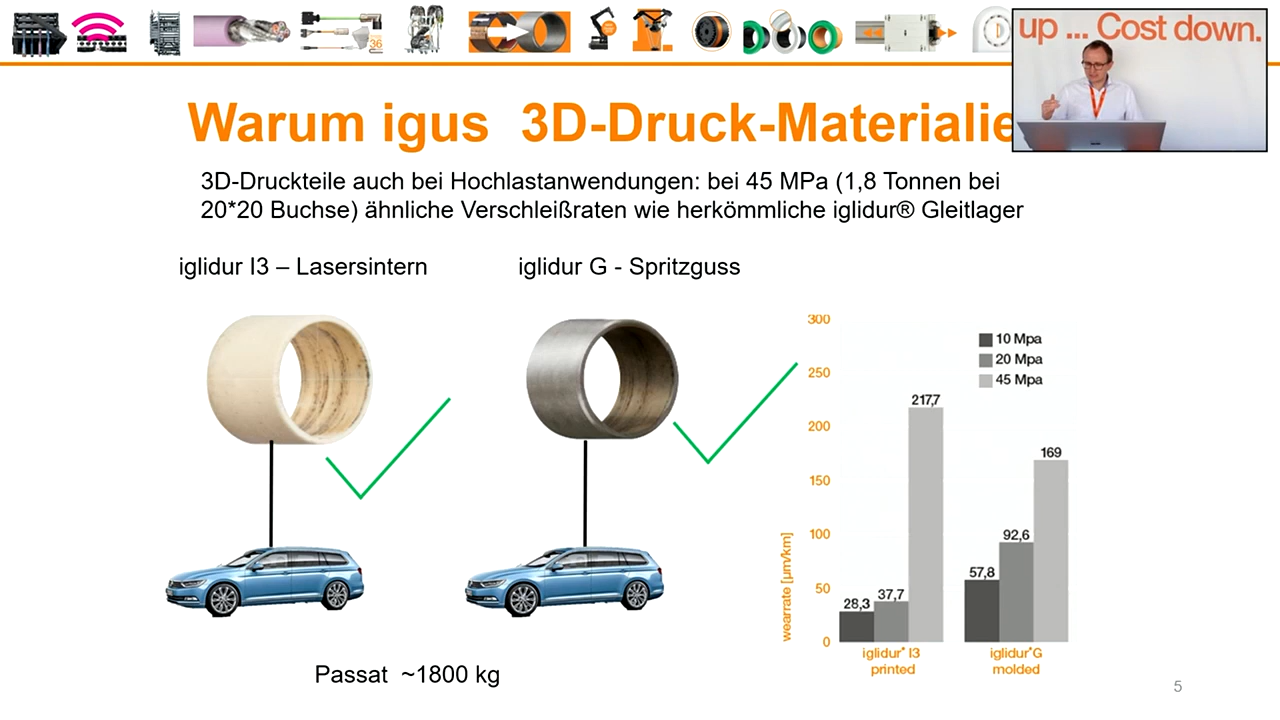 36
up ... Cost down.
Warum igus 3D-Druck-Materialie
3D-Druckteile auch bei Hochlastanwendungen: bei 45 MPa (1,8 Tonnen bei
20*20 Buchse) ähnliche Verschleißraten wie herkömmliche iglidur® Gleitlager
iglidur I3 – Lasersintern
iglidur G - Spritzguss
300
250
200
150
100
50
0
wearrate [µm/km]
10 Mpa
20 Mpa
45 Mpa
28,3
37,7
217,7
57,8
92,6
169
iglidur® I3
printed
iglidur®G
molded
Passat ~1800 kg
5